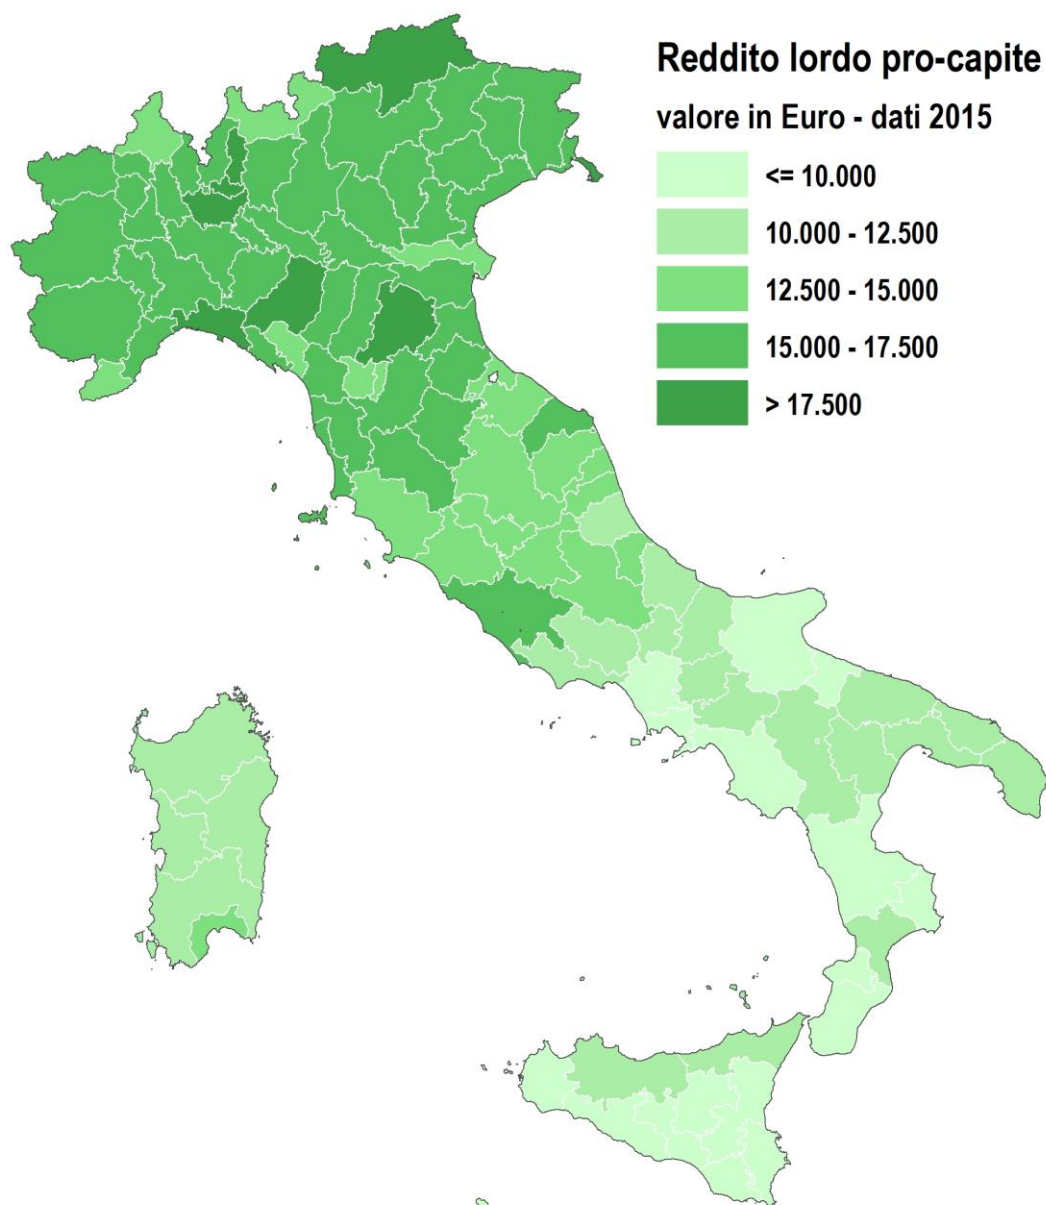 Reddito lordo pro-capite
valore in Euro - dati 2015
<= 10.000
10.000 - 12.500
12.500 - 15.000
15.000 - 17.500
> 17.500